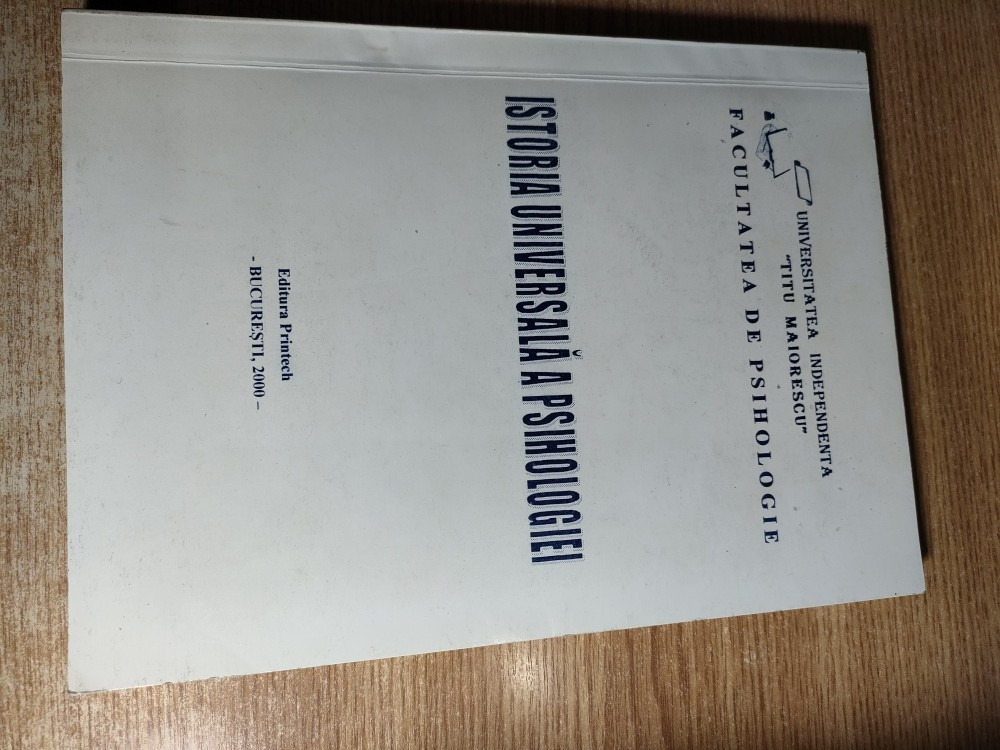 UNIVERSITATEA INDEPENDENTA
"TITU MAIORESCU"
FACULTATEA DE PSIHOLOGIE
ISTORIA UNIVERSALĂ A PSIHOLOGIEI
Editura Printech
- BUCUREŞTI, 2000 -